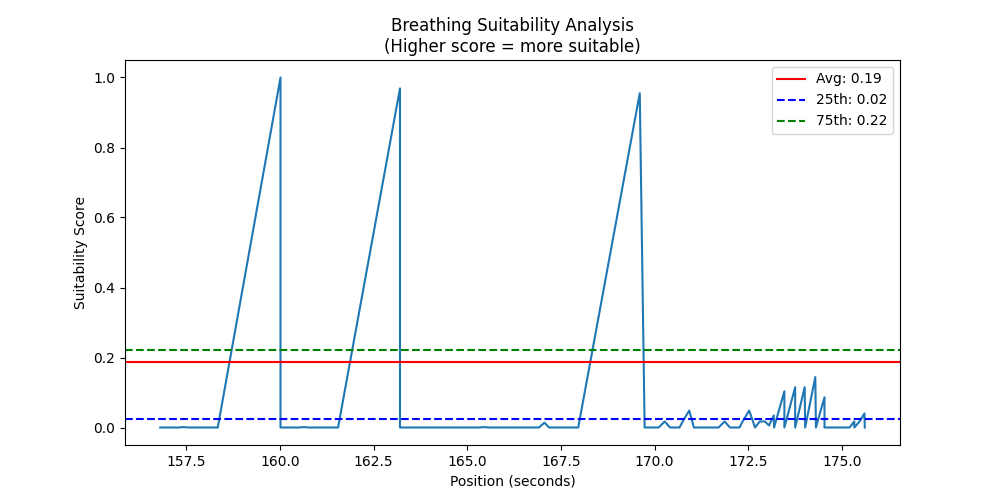 Breathing Suitability Analysis
(Higher score = more suitable)
Avg: 0.19
25th: 0.02
75th: 0.22
Suitability Score
1.0
0.8
0.6
0.4
0.2
0.0
157.5 160.0 162.5 165.0 167.5 170.0 172.5 175.0
Position (seconds)